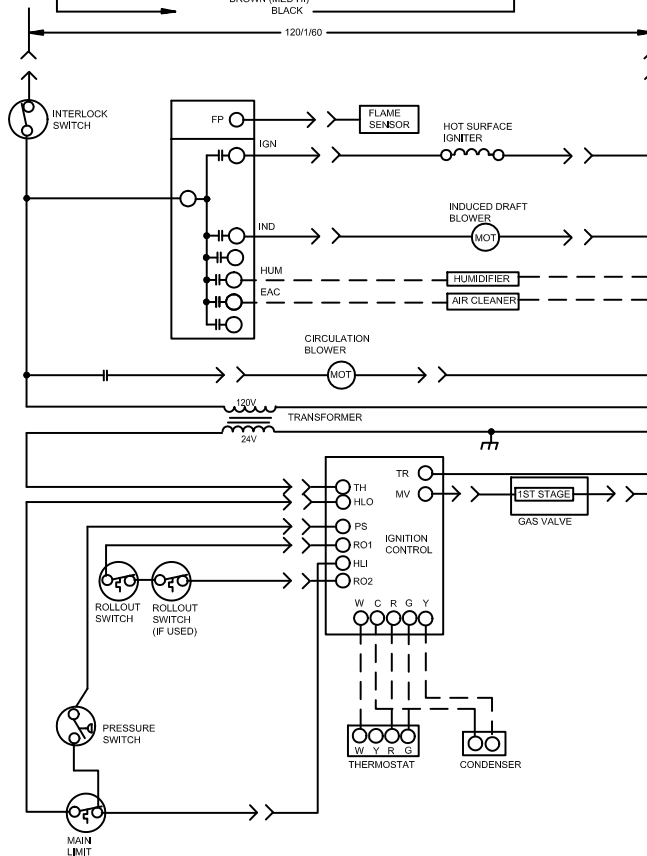 BROWN (MED HI)
BLACK
120/1/60
INTERLOCK
SWITCH
FP
FLAME
SENSOR
IGN
HOT SURFACE
IGNITER
IND
INDUCED DRAFT
BLOWER
MOT
HUM
HUMIDIFIER
EAC
AIR CLEANER
CIRCULATION
BLOWER
MOT
120V
TRANSFORMER
24V
TH
HLO
PS
RO1
HLI
RO2
TR
MV
IGNITION
CONTROL
1ST STAGE
GAS VALVE
ROLLOUT
SWITCH
ROLLOUT
SWITCH
(IF USED)
W C R G Y
PRESSURE
SWITCH
W Y R G
THERMOSTAT
CONDENSER
MAIN
LIMIT